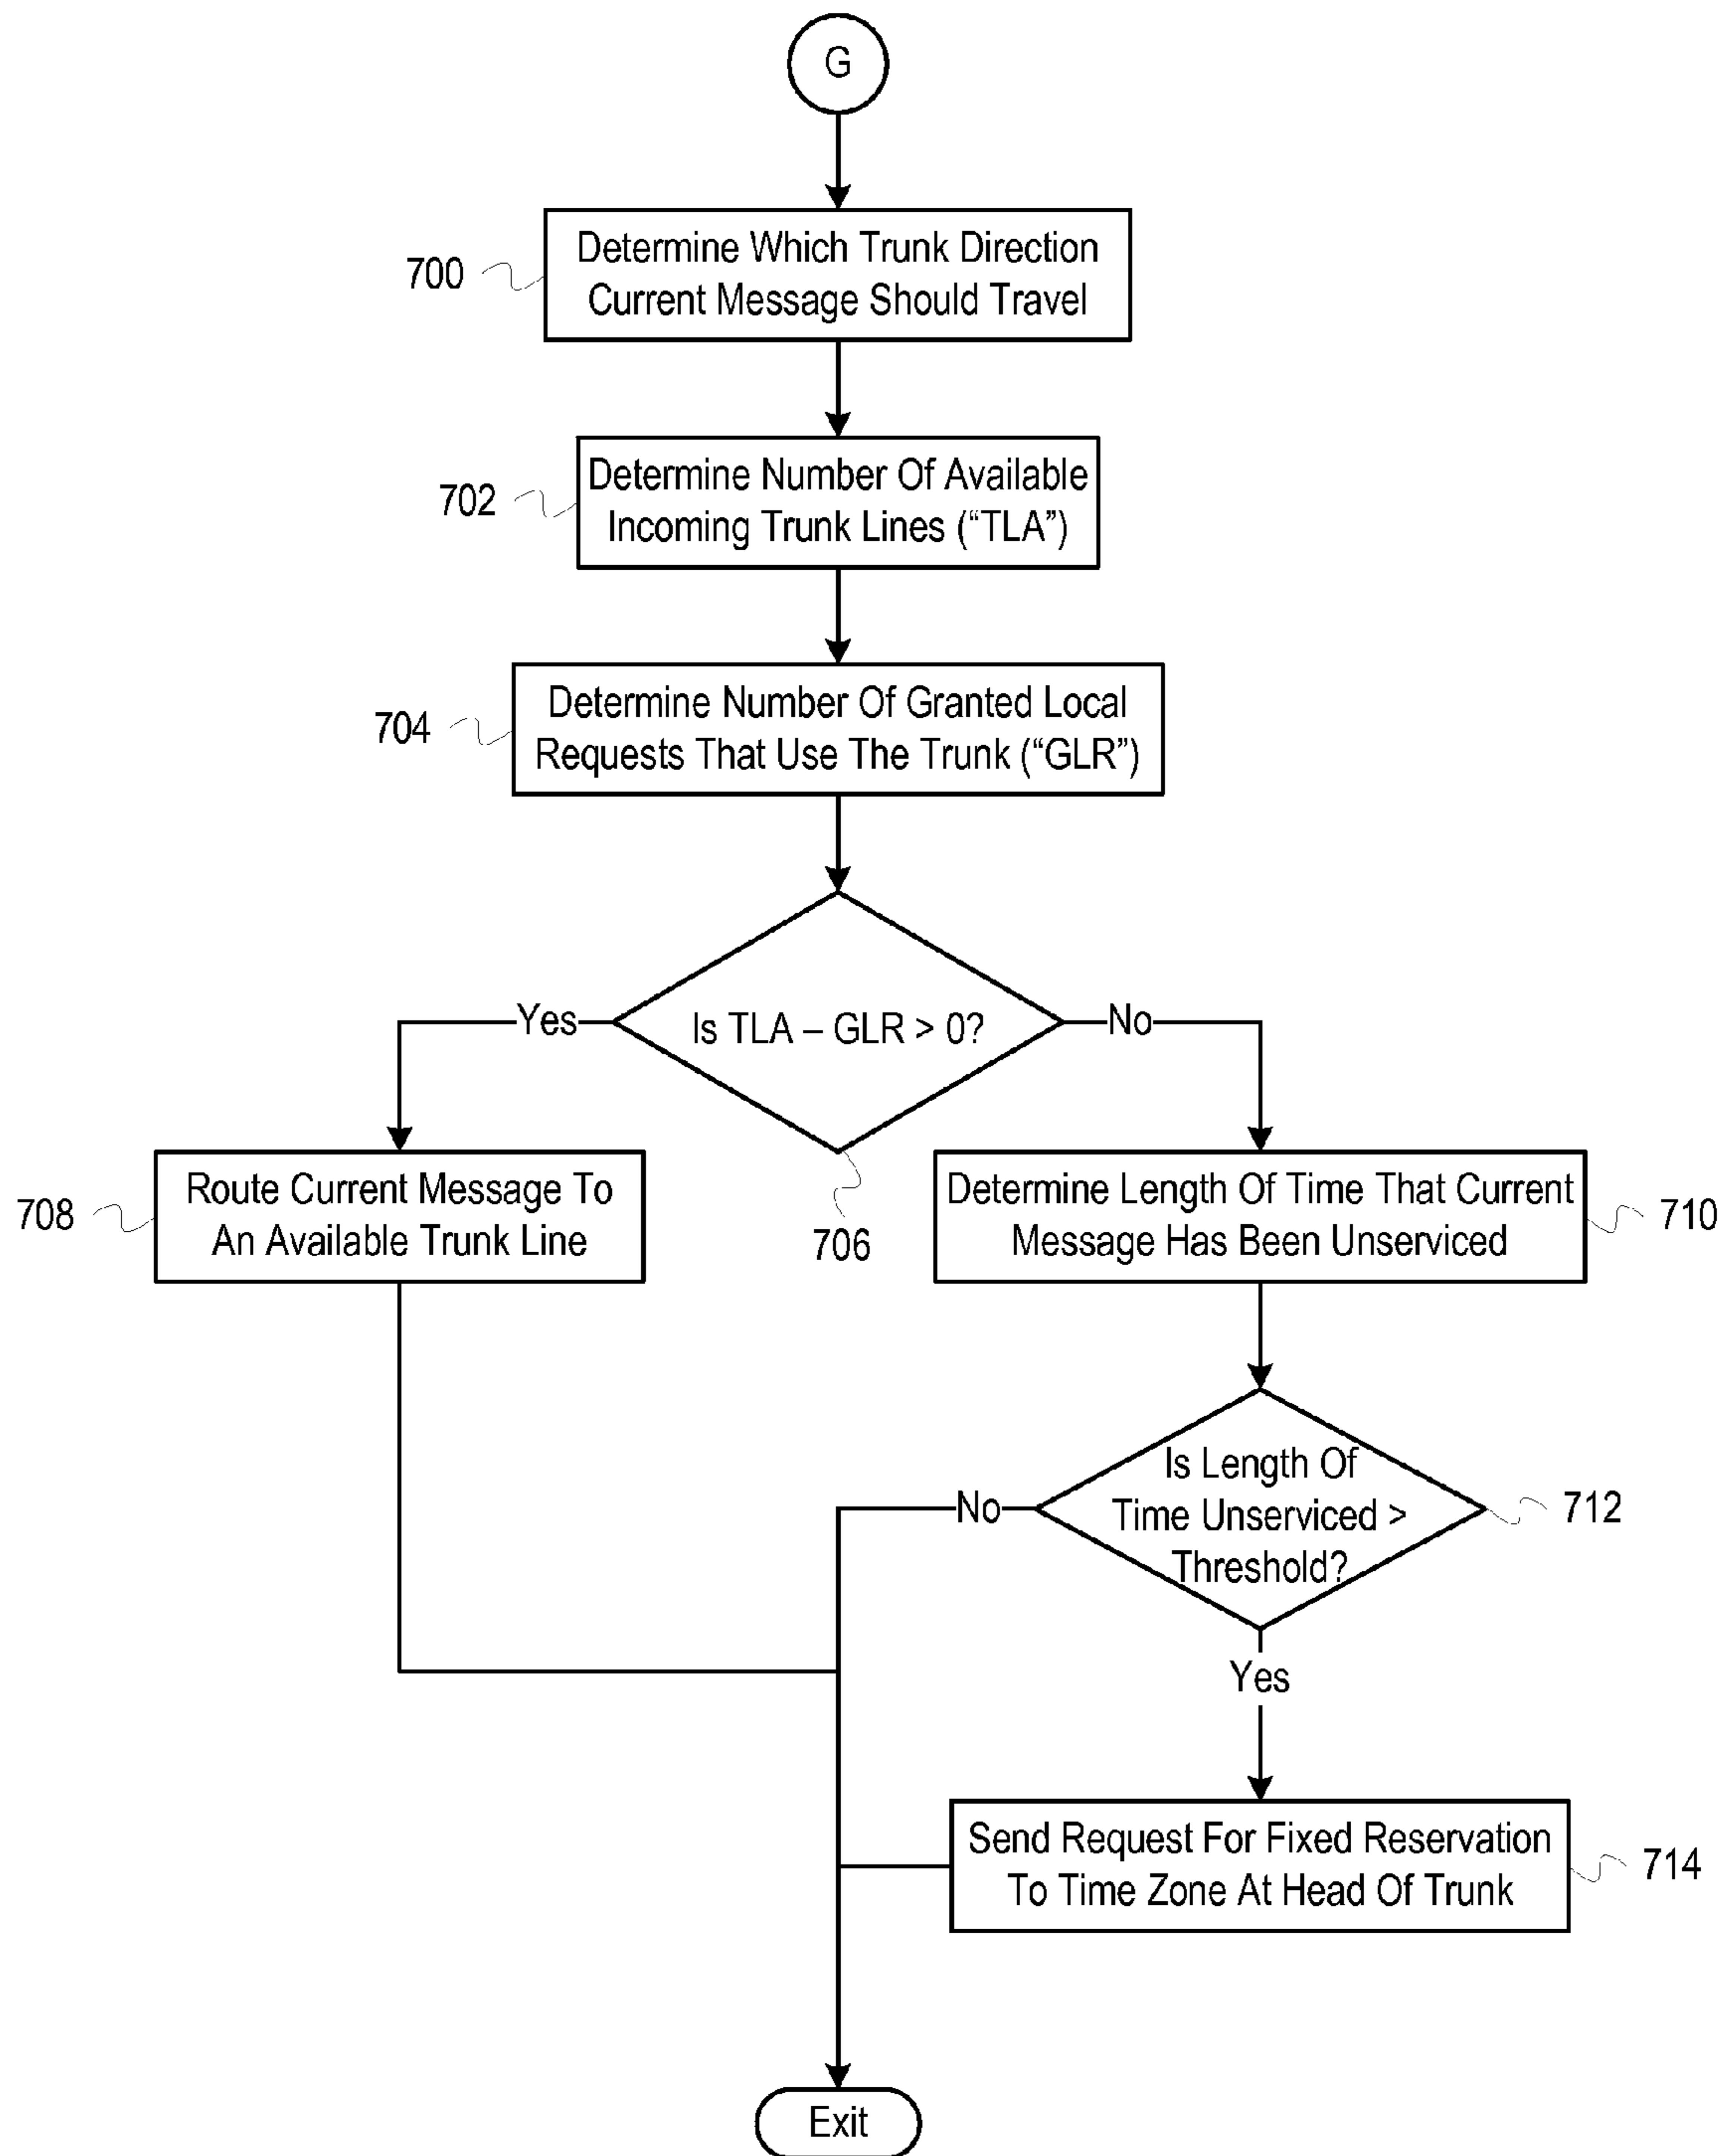 G
700
Determine Which Trunk Direction
Current Message Should Travel
702
Determine Number Of Available
Incoming Trunk Lines (“TLA”)
704
Determine Number Of Granted Local
Requests That Use The Trunk (“GLR”)
Yes
Is TLA – GLR > 0?
No
706
708
Route Current Message To
An Available Trunk Line
Determine Length Of Time That Current
Message Has Been Unserviced
710
No
Is Length Of
Time Unserviced >
Threshold?
712
Yes
Send Request For Fixed Reservation
To Time Zone At Head Of Trunk
714
Exit